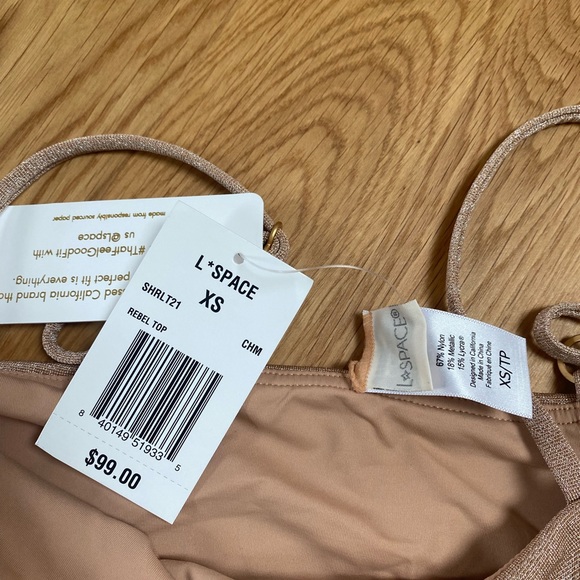 made from responsibly sourced paper
us @Lspace
#ThatFeelGoodFit with
perfect fit is everything.
sed California brand tha
L*SPACE
XS
SHRLT21
REBEL TOP
CHM
8 40149 51933 5
$99.00
L*SPACE®
67% Nylon
18% Metallic
15% Lycra®
Designed in California
Made in China
Fabriqué en Chine
XS/TP